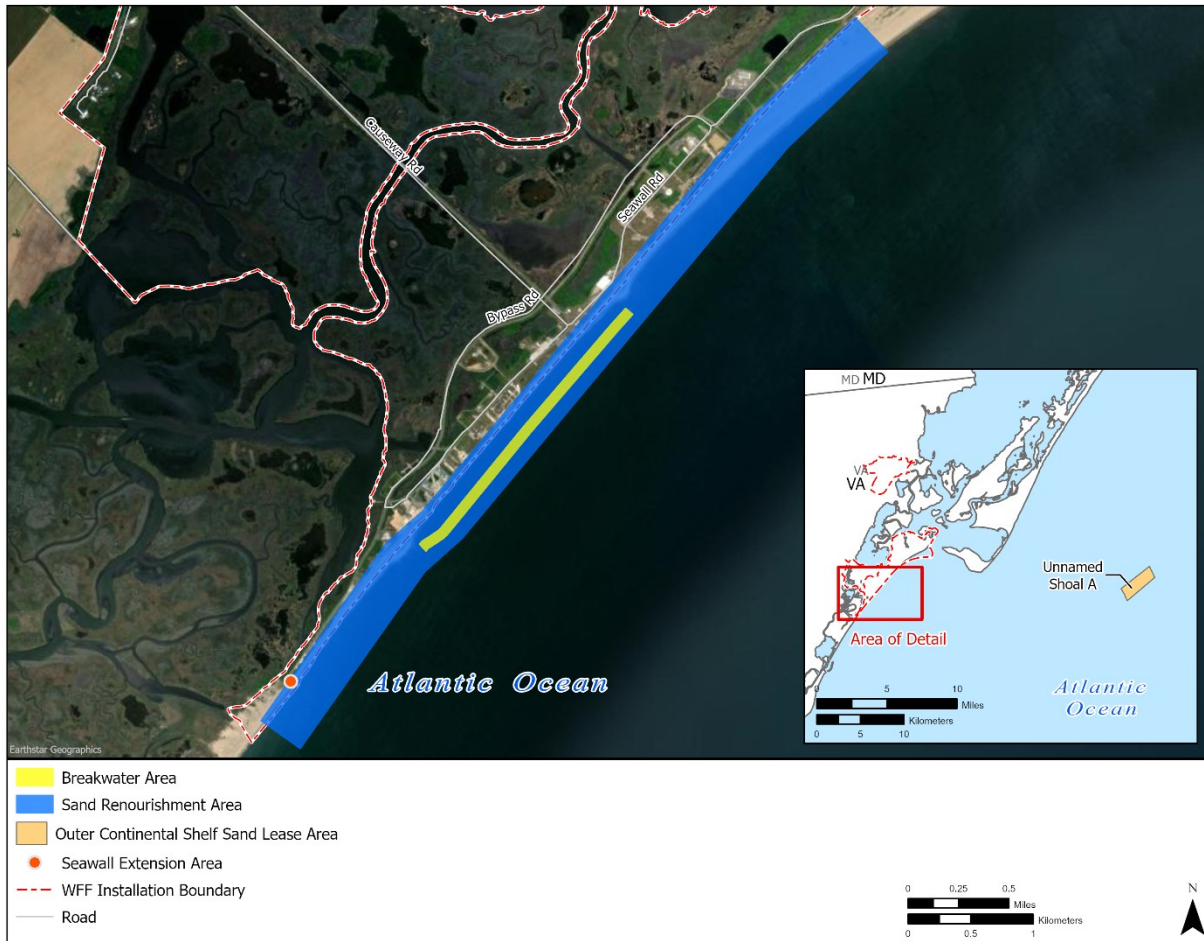 Causeway Rd
Seawall Rd
Bypass Rd
Atlantic Ocean
Earthstar Geographics
MD MD
VA
VA
Unnamed
Shoal A
Area of Detail
0 5 10
Miles
Kilometers
0 5 10
Atlantic
Ocean
Breakwater Area
Sand Renourishment Area
Outer Continental Shelf Sand Lease Area
Seawall Extension Area
WFF Installation Boundary
Road
0 0.25 0.5
Miles
Kilometers
0 0.5 1
N